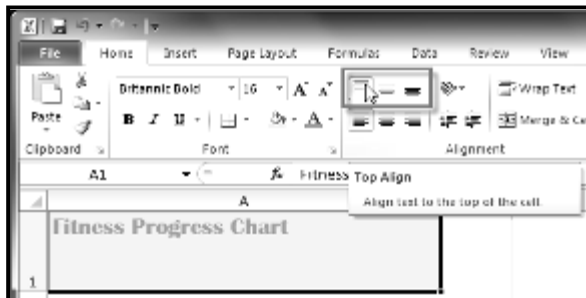 File Home Insert Page Layout Formulas Data Review View
Britannic Bold 16 A A Wrap Text
Paste B I U A Merge & Ce
Clipboard Font Alignment
A1 fx Fitness
Top Align
Align text to the top of the cell.
A
Fitness Progress Chart
1